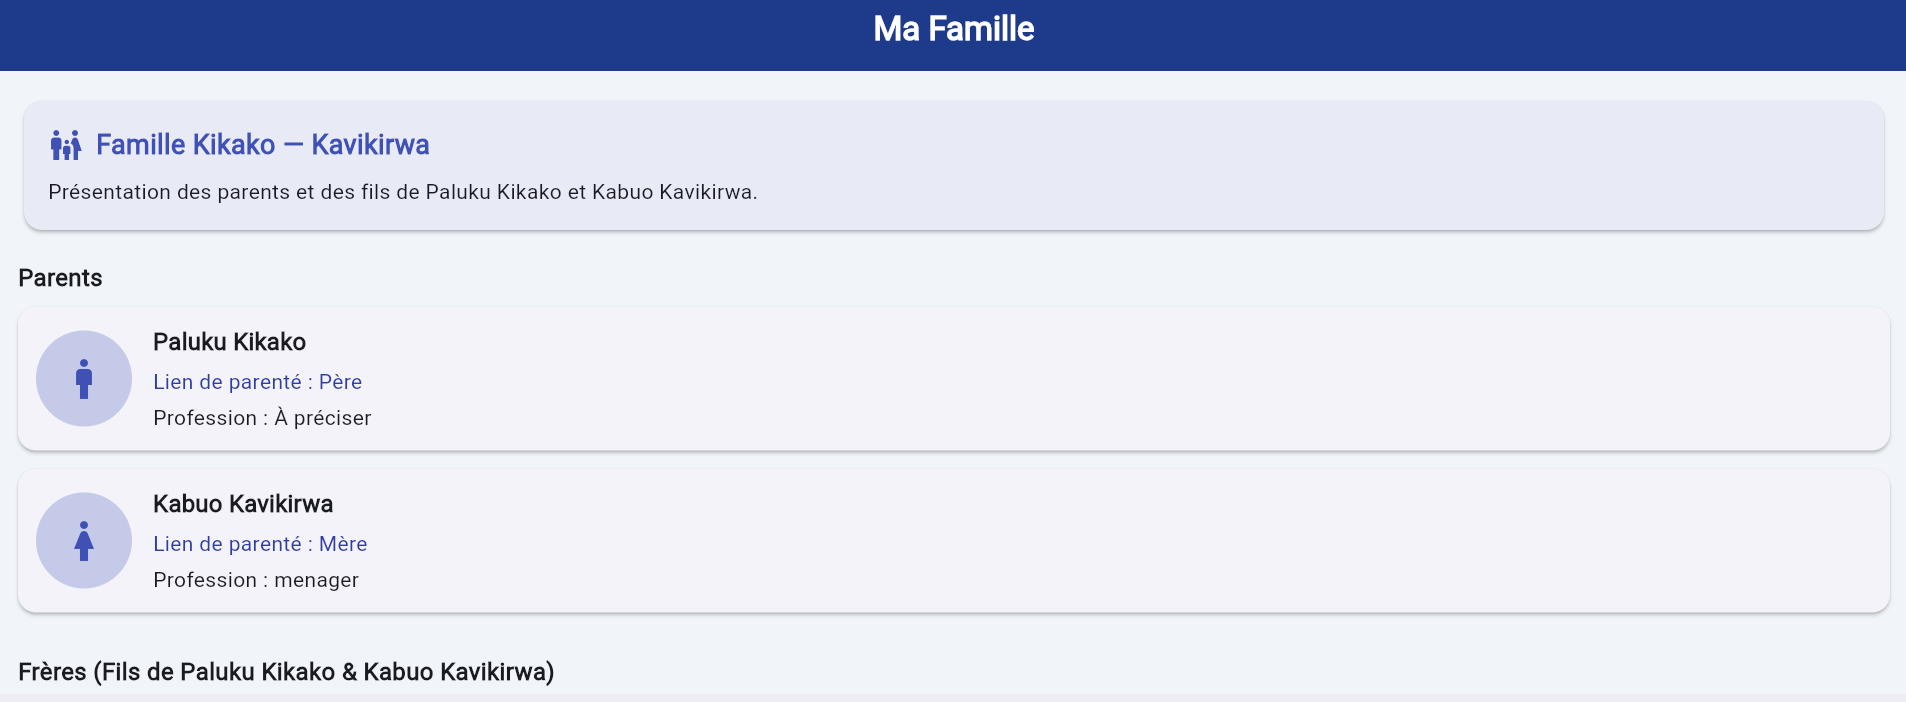 Ma Famille
Famille Kikako — Kavikirwa
Présentation des parents et des fils de Paluku Kikako et Kabuo Kavikirwa.
Parents
Paluku Kikako
Lien de parenté : Père
Profession : À préciser
Kabuo Kavikirwa
Lien de parenté : Mère
Profession : menager
Frères (Fils de Paluku Kikako & Kabuo Kavikirwa)